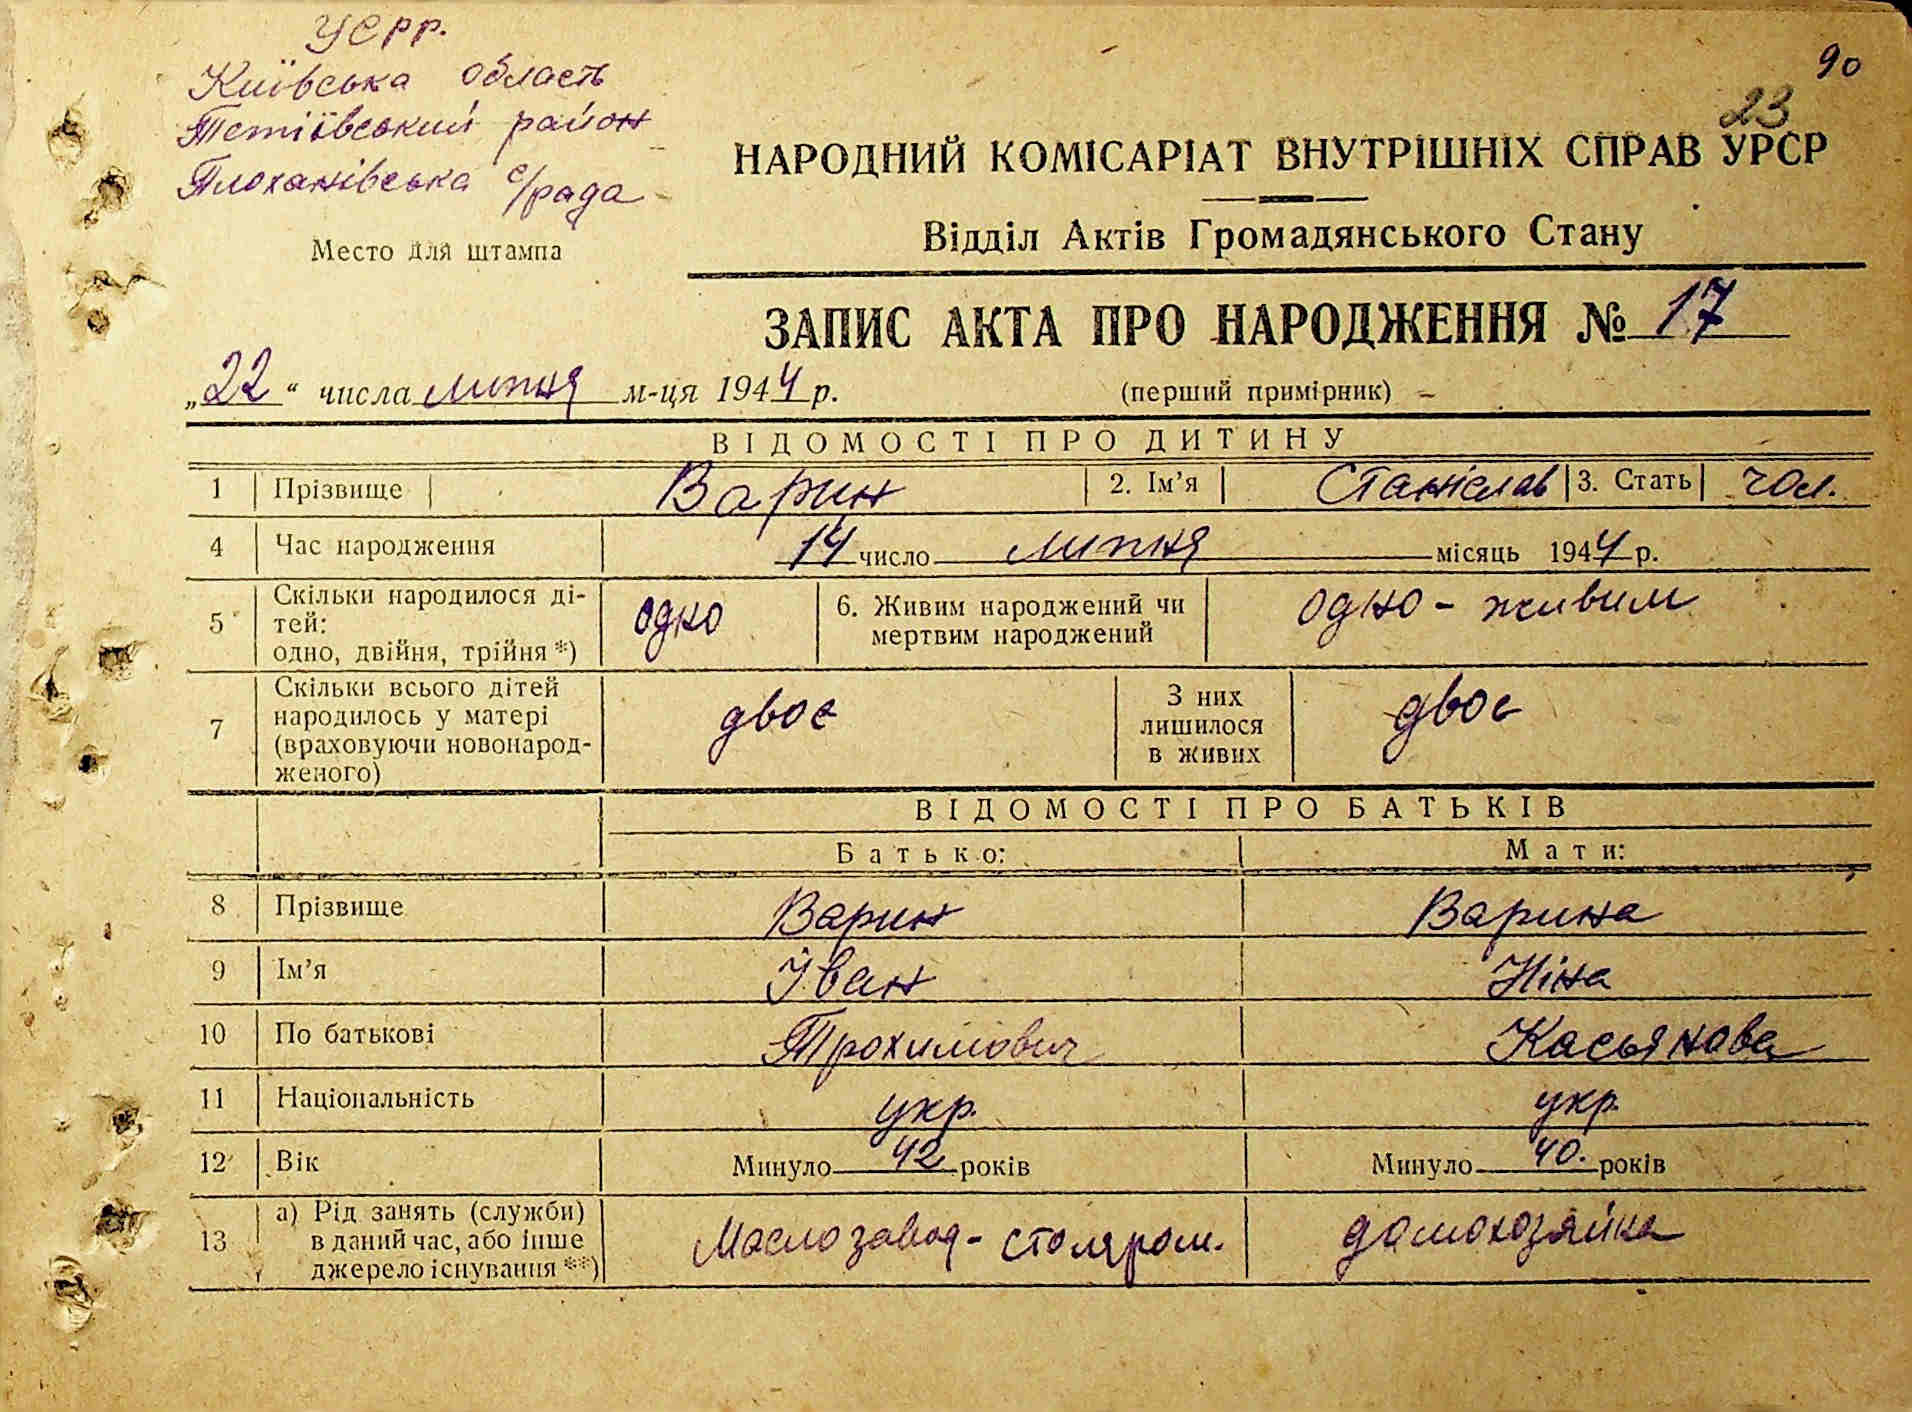 УСРР.
Київська область
Тетіївський район
Плоханівська с/рада
90
23
НАРОДНИЙ КОМІСАРІАТ ВНУТРІШНІХ СПРАВ УРСР
Відділ Актів Громадянського Стану
Место для штампа
ЗАПИС АКТА ПРО НАРОДЖЕННЯ № 17
„22“ числа липня м-ця 1944 р.
(перший примірник)
ВІДОМОСТІ ПРО ДИТИНУ
1 Прізвище Варин 2. Ім’я Станіслав 3. Стать чол.
4 Час народження 14 число липня місяць 1944 р.
5 Скільки народилося ді-
тей:
одно, двійня, трійня *) одно
6. Живим народжений чи
мертвим народжений одно - живим
7 Скільки всього дітей
народилось у матері
(враховуючи новонарод-
женого) двоє
З них
лишилося
в живих двоє
ВІДОМОСТІ ПРО БАТЬКІВ
Батько: Мати:
8 Прізвище Варин Варина
9 Ім’я Іван Ніна
10 По батькові Трохимович Касьянова
11 Національність укр. укр.
12 Вік Минуло 42 років Минуло 40. років
13 а) Рід занять (служби)
в даний час, або інше
джерело існування **) Маслозавод - столяром. домохозяйка